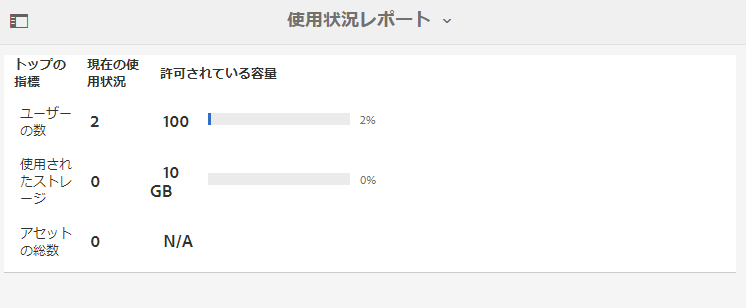 使用状況レポート
トップの
指標
現在の使
用状況
許可されている容量
ユーザー
の数
2
100
2%
使用され
たストレ
ージ
0
10
GB
0%
アセット
の総数
0
N/A